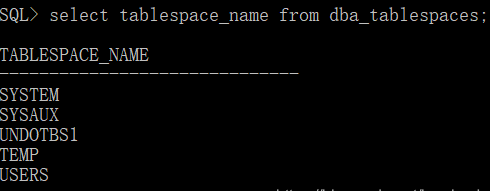 SQL> select tablespace_name from dba_tablespaces;
TABLESPACE_NAME
------------------------------
SYSTEM
SYSAUX
UNDOTBS1
TEMP
USERS